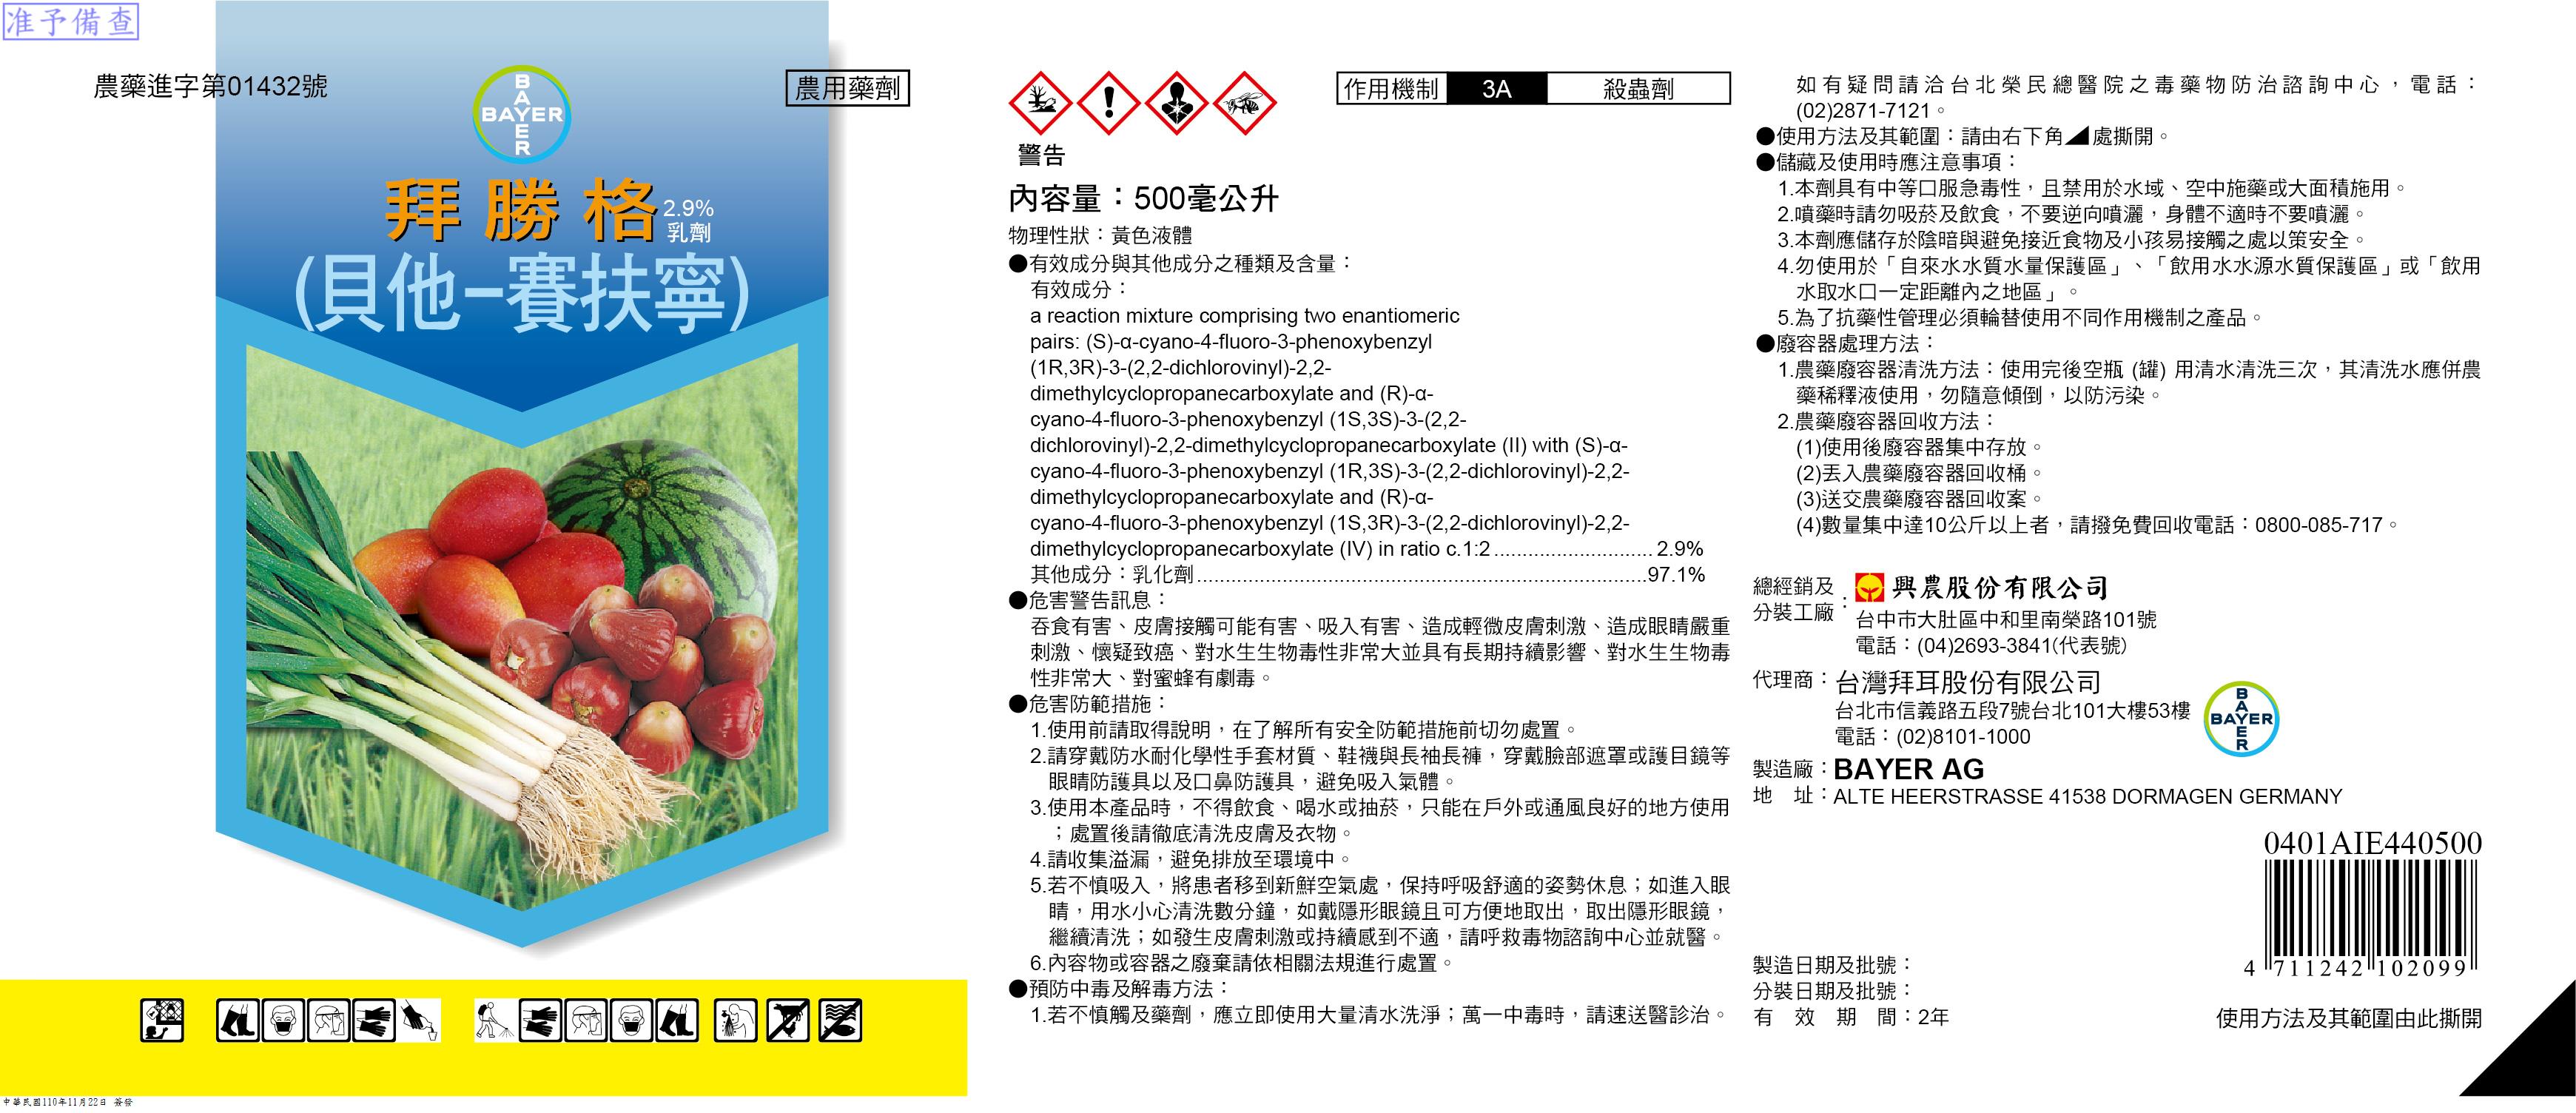 准予備查
農藥進字第01432號
農用藥劑
BAYER
BAYER
拜勝格 2.9%
乳劑
(貝他–賽扶寧)
中華民國110年11月22日 簽發
作用機制 3A 殺蟲劑
警告
內容量：500毫公升
物理性狀：黃色液體
●有效成分與其他成分之種類及含量：
有效成分：
a reaction mixture comprising two enantiomeric
pairs: (S)-α-cyano-4-fluoro-3-phenoxybenzyl
(1R,3R)-3-(2,2-dichlorovinyl)-2,2-
dimethylcyclopropanecarboxylate and (R)-α-
cyano-4-fluoro-3-phenoxybenzyl (1S,3S)-3-(2,2-
dichlorovinyl)-2,2-dimethylcyclopropanecarboxylate (II) with (S)-α-
cyano-4-fluoro-3-phenoxybenzyl (1R,3S)-3-(2,2-dichlorovinyl)-2,2-
dimethylcyclopropanecarboxylate and (R)-α-
cyano-4-fluoro-3-phenoxybenzyl (1S,3R)-3-(2,2-dichlorovinyl)-2,2-
dimethylcyclopropanecarboxylate (IV) in ratio c.1:2............................ 2.9%
其他成分：乳化劑...............................................................................97.1%
●危害警告訊息：
吞食有害、皮膚接觸可能有害、吸入有害、造成輕微皮膚刺激、造成眼睛嚴重
刺激、懷疑致癌、對水生生物毒性非常大並具有長期持續影響、對水生生物毒
性非常大、對蜜蜂有劇毒。
●危害防範措施：
1.使用前請取得說明，在了解所有安全防範措施前切勿處置。
2.請穿戴防水耐化學性手套材質、鞋襪與長袖長褲，穿戴臉部遮罩或護目鏡等
眼睛防護具以及口鼻防護具，避免吸入氣體。
3.使用本產品時，不得飲食、喝水或抽菸，只能在戶外或通風良好的地方使用
；處置後請徹底清洗皮膚及衣物。
4.請收集溢漏，避免排放至環境中。
5.若不慎吸入，將患者移到新鮮空氣處，保持呼吸舒適的姿勢休息；如進入眼
睛，用水小心清洗數分鐘，如戴隱形眼鏡且可方便地取出，取出隱形眼鏡，
繼續清洗；如發生皮膚刺激或持續感到不適，請呼救毒物諮詢中心並就醫。
6.內容物或容器之廢棄請依相關法規進行處置。
●預防中毒及解毒方法：
1.若不慎觸及藥劑，應立即使用大量清水洗淨；萬一中毒時，請速送醫診治。
如有疑問請洽台北榮民總醫院之毒藥物防治諮詢中心，電話：
(02)2871-7121。
●使用方法及其範圍：請由右下角◢處撕開。
●儲藏及使用時應注意事項：
1.本劑具有中等口服急毒性，且禁用於水域、空中施藥或大面積施用。
2.噴藥時請勿吸菸及飲食，不要逆向噴灑，身體不適時不要噴灑。
3.本劑應儲存於陰暗與避免接近食物及小孩易接觸之處以策安全。
4.勿使用於「自來水水質水量保護區」、「飲用水水源水質保護區」或「飲用
水取水口一定距離內之地區」。
5.為了抗藥性管理必須輪替使用不同作用機制之產品。
●廢容器處理方法：
1.農藥廢容器清洗方法：使用完後空瓶 (罐) 用清水清洗三次，其清洗水應併農
藥稀釋液使用，勿隨意傾倒，以防污染。
2.農藥廢容器回收方法：
(1)使用後廢容器集中存放。
(2)丟入農藥廢容器回收桶。
(3)送交農藥廢容器回收案。
(4)數量集中達10公斤以上者，請撥免費回收電話：0800-085-717。
總經銷及
分裝工廠：興農股份有限公司
台中市大肚區中和里南榮路101號
電話：(04)2693-3841(代表號)
代理商：台灣拜耳股份有限公司
台北市信義路五段7號台北101大樓53樓
電話：(02)8101-1000
BAYER
BAYER
製造廠：BAYER AG
地 址：ALTE HEERSTRASSE 41538 DORMAGEN GERMANY
0401AIE440500
4 711242 102099
製造日期及批號：
分裝日期及批號：
有 效 期 間：2年
使用方法及其範圍由此撕開